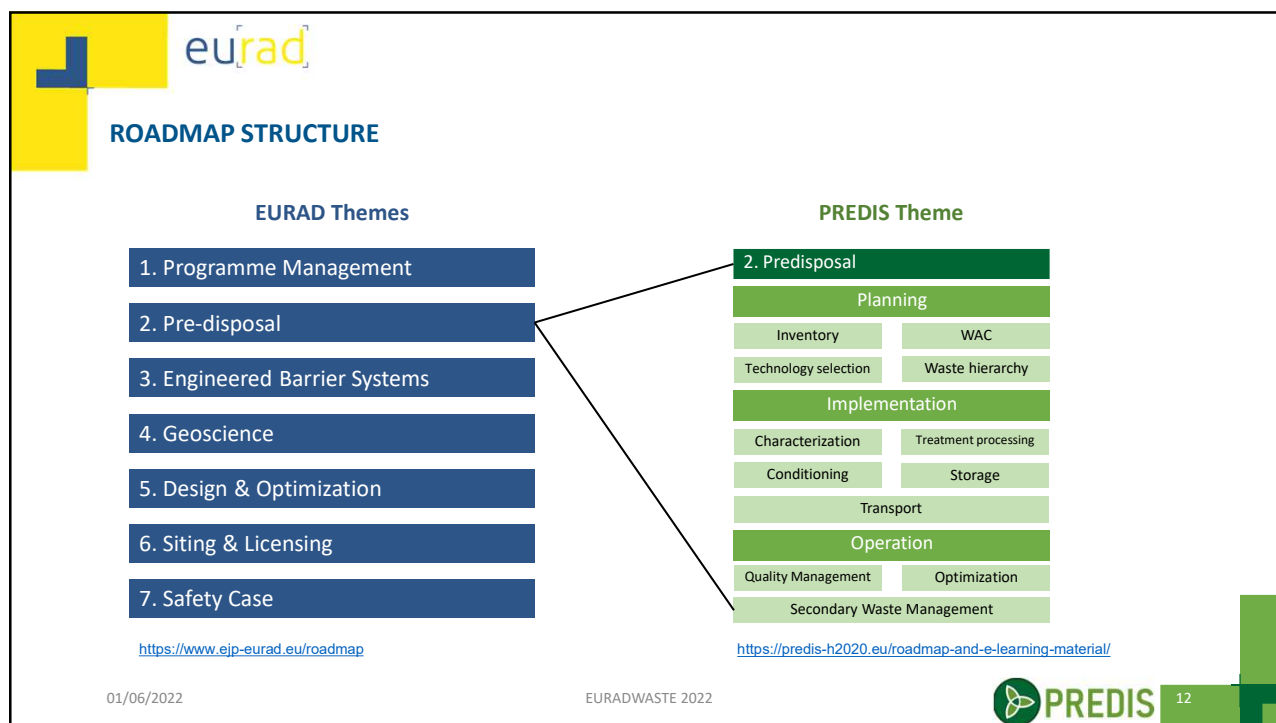 eu[rad]
ROADMAP STRUCTURE
EURAD Themes
1. Programme Management
2. Pre-disposal
3. Engineered Barrier Systems
4. Geoscience
5. Design & Optimization
6. Siting & Licensing
7. Safety Case
https://www.ejp-eurad.eu/roadmap
PREDIS Theme
2. Predisposal
Planning
Inventory
WAC
Technology selection
Waste hierarchy
Implementation
Characterization
Treatment processing
Conditioning
Storage
Transport
Operation
Quality Management
Optimization
Secondary Waste Management
https://predis-h2020.eu/roadmap-and-e-learning-material/
01/06/2022
EURADWASTE 2022
PREDIS
12